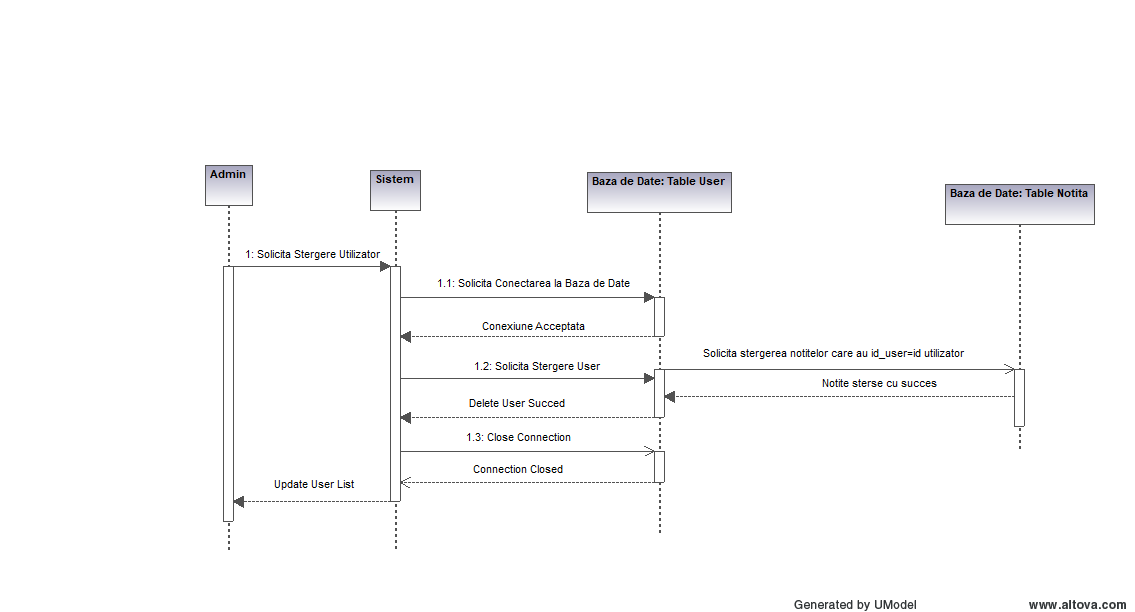 Admin
Sistem
Baza de Date: Table User
Baza de Date: Table Notita
1: Solicita Stergere Utilizator
1.1: Solicita Conectarea la Baza de Date
Conexiune Acceptata
Solicita stergerea notitelor care au id_user=id utilizator
1.2: Solicita Stergere User
Notite sterse cu succes
Delete User Succed
1.3: Close Connection
Connection Closed
Update User List
Generated by UModel
www.altova.com